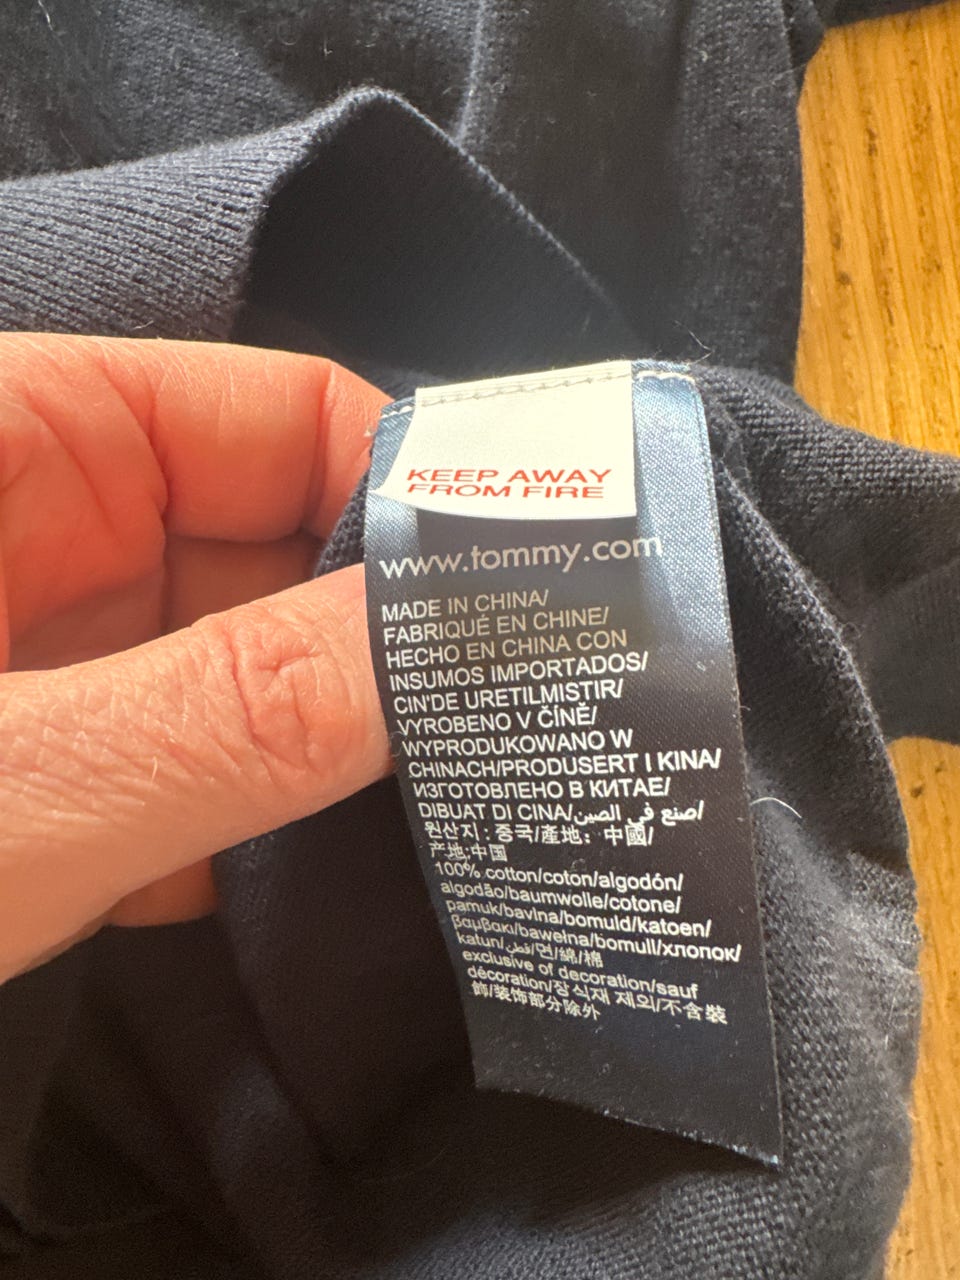 KEEP AWAY
FROM FIRE
www.tommy.com
MADE IN CHINA/
FABRIQUÉ EN CHINE/
HECHO EN CHINA CON
INSUMOS IMPORTADOS/
CIN'DE URETILMISTIR/
VYROBENO V ČÍNĚ/
WYPRODUKOWANO W
CHINACH/PRODUSERT I KINA/
ИЗГОТОВЛЕНО В КИТАЕ/
DIBUAT DI CINA/صنع في الصين/
원산지 : 중국/產地: 中國/
产地:中国
100% cotton/coton/algodón/
algodão/baumwolle/cotone/
pamuk/bavlna/bomuld/katoen/
βαμβακι/bawełna/bomull/хлопок/
katun/قطن/면/綿/棉
exclusive of decoration/sauf
décoration/장식재 제외/不含裝
飾/装饰部分除外